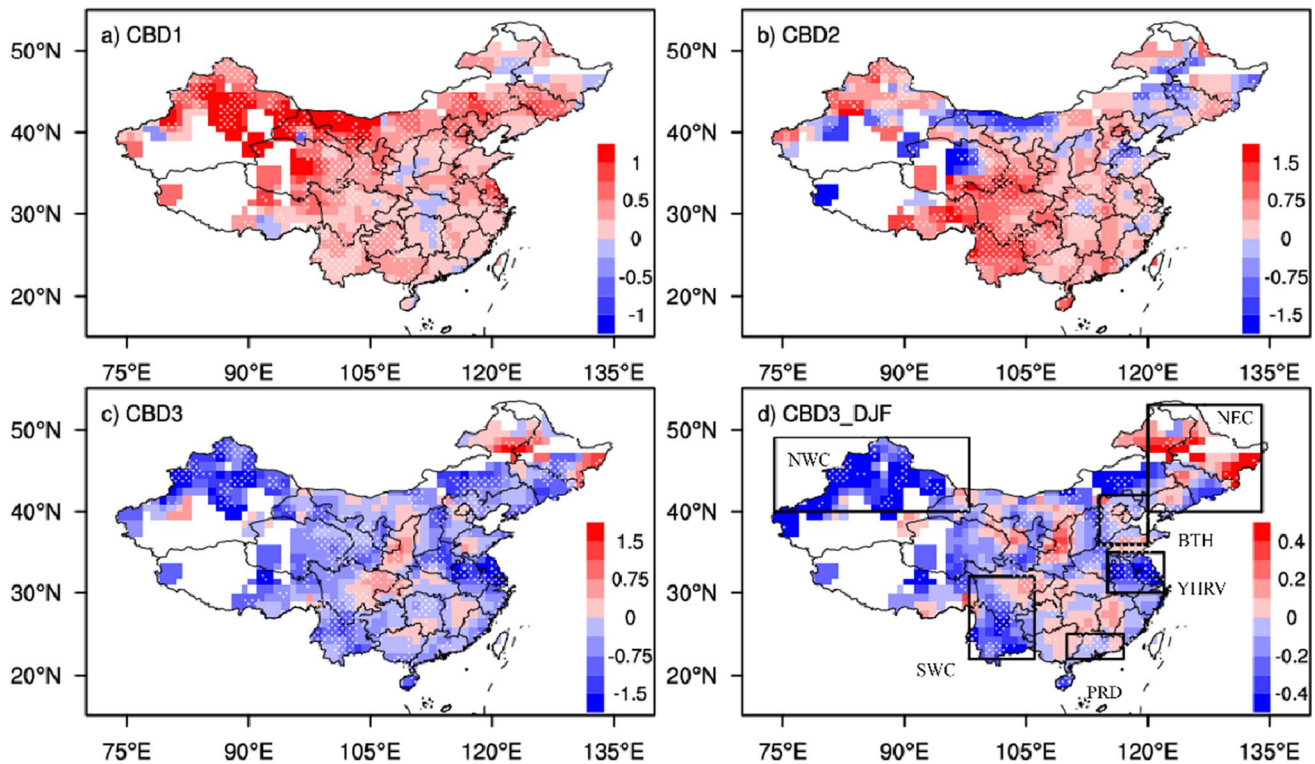 a) CBD1
50°N
40°N
30°N
20°N
75°E 90°E 105°E 120°E 135°E
1
0.5
0
-0.5
-1
b) CBD2
50°N
40°N
30°N
20°N
75°E 90°E 105°E 120°E 135°E
1.5
0.75
0
-0.75
-1.5
c) CBD3
50°N
40°N
30°N
20°N
75°E 90°E 105°E 120°E 135°E
1.5
0.75
0
-0.75
-1.5
d) CBD3_DJF
50°N
40°N
30°N
20°N
75°E 90°E 105°E 120°E 135°E
NWC
NEC
BTH
YHRV
SWC
PRD
0.4
0.2
0
-0.2
-0.4